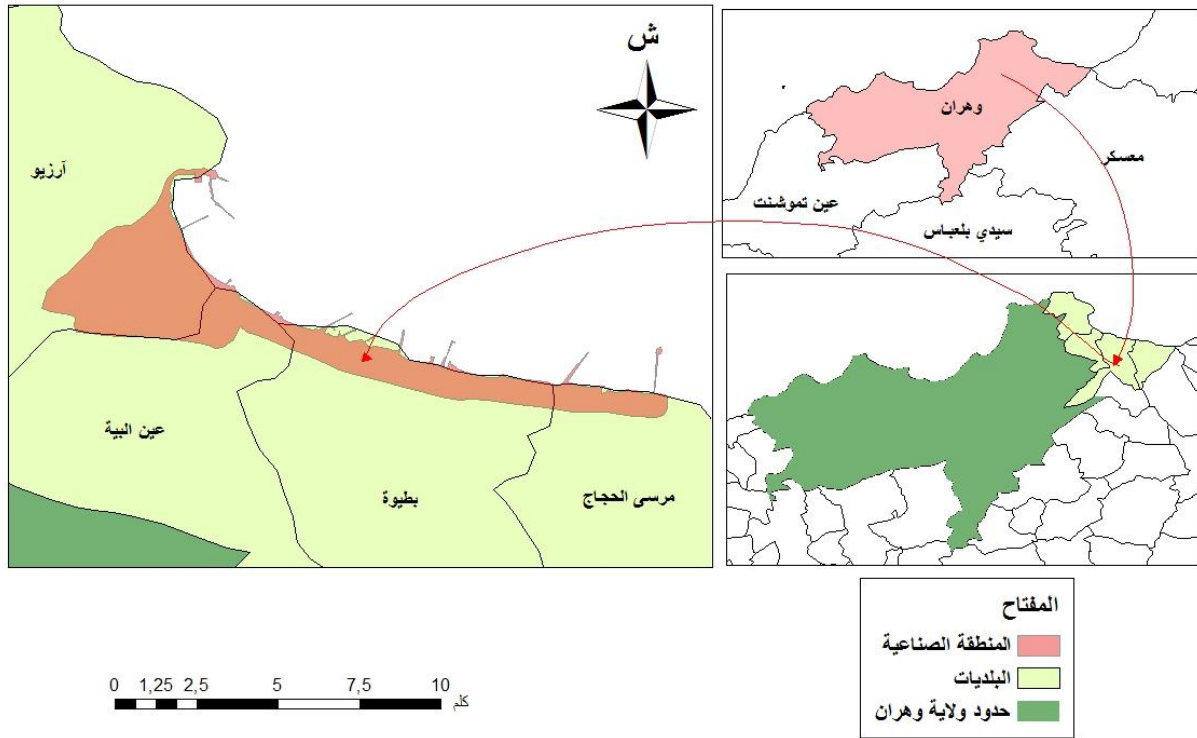 ش
آرزيو
عين البية
بطيوة
مرسى الحجاج
وهران
معسكر
عين تموشنت
سيدي بلعباس
المفتاح
المنطقة الصناعية
البلديات
حدود ولاية وهران
0 1,25 2,5 5 7,5 10
كلم